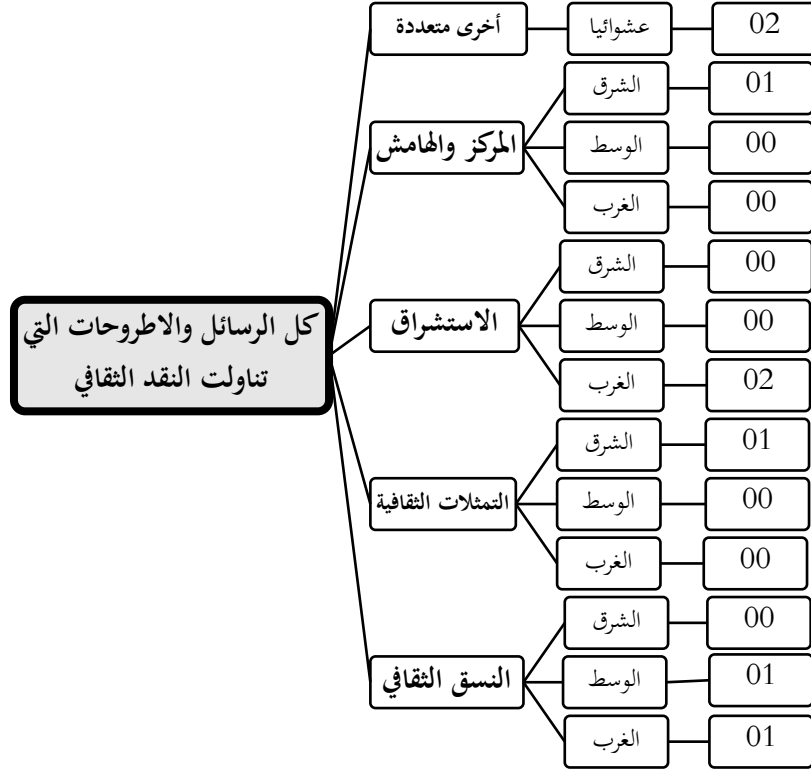 كل الرسائل والاطروحات التي
تناولت النقد الثقافي
أخرى متعددة
عشوائيا
02
المركز والهامش
الشرق
01
الوسط
00
الغرب
00
الاستشراق
الشرق
00
الوسط
00
الغرب
02
التمثلات الثقافية
الشرق
01
الوسط
00
الغرب
00
النسق الثقافي
الشرق
00
الوسط
01
الغرب
01